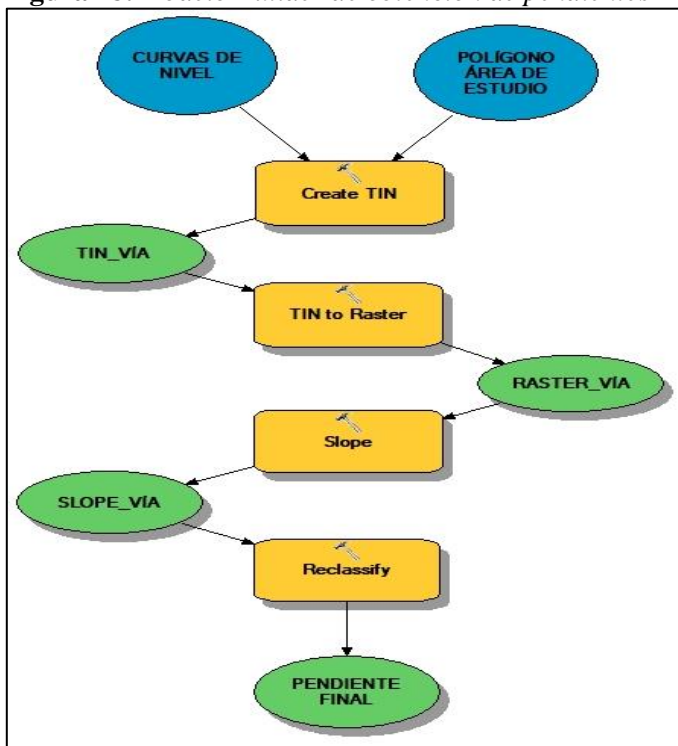 CURVAS DE
NIVEL
POLÍGONO
ÁREA DE
ESTUDIO
Create TIN
TIN_VÍA
TIN to Raster
RASTER_VÍA
Slope
SLOPE_VÍA
Reclassify
PENDIENTE
FINAL